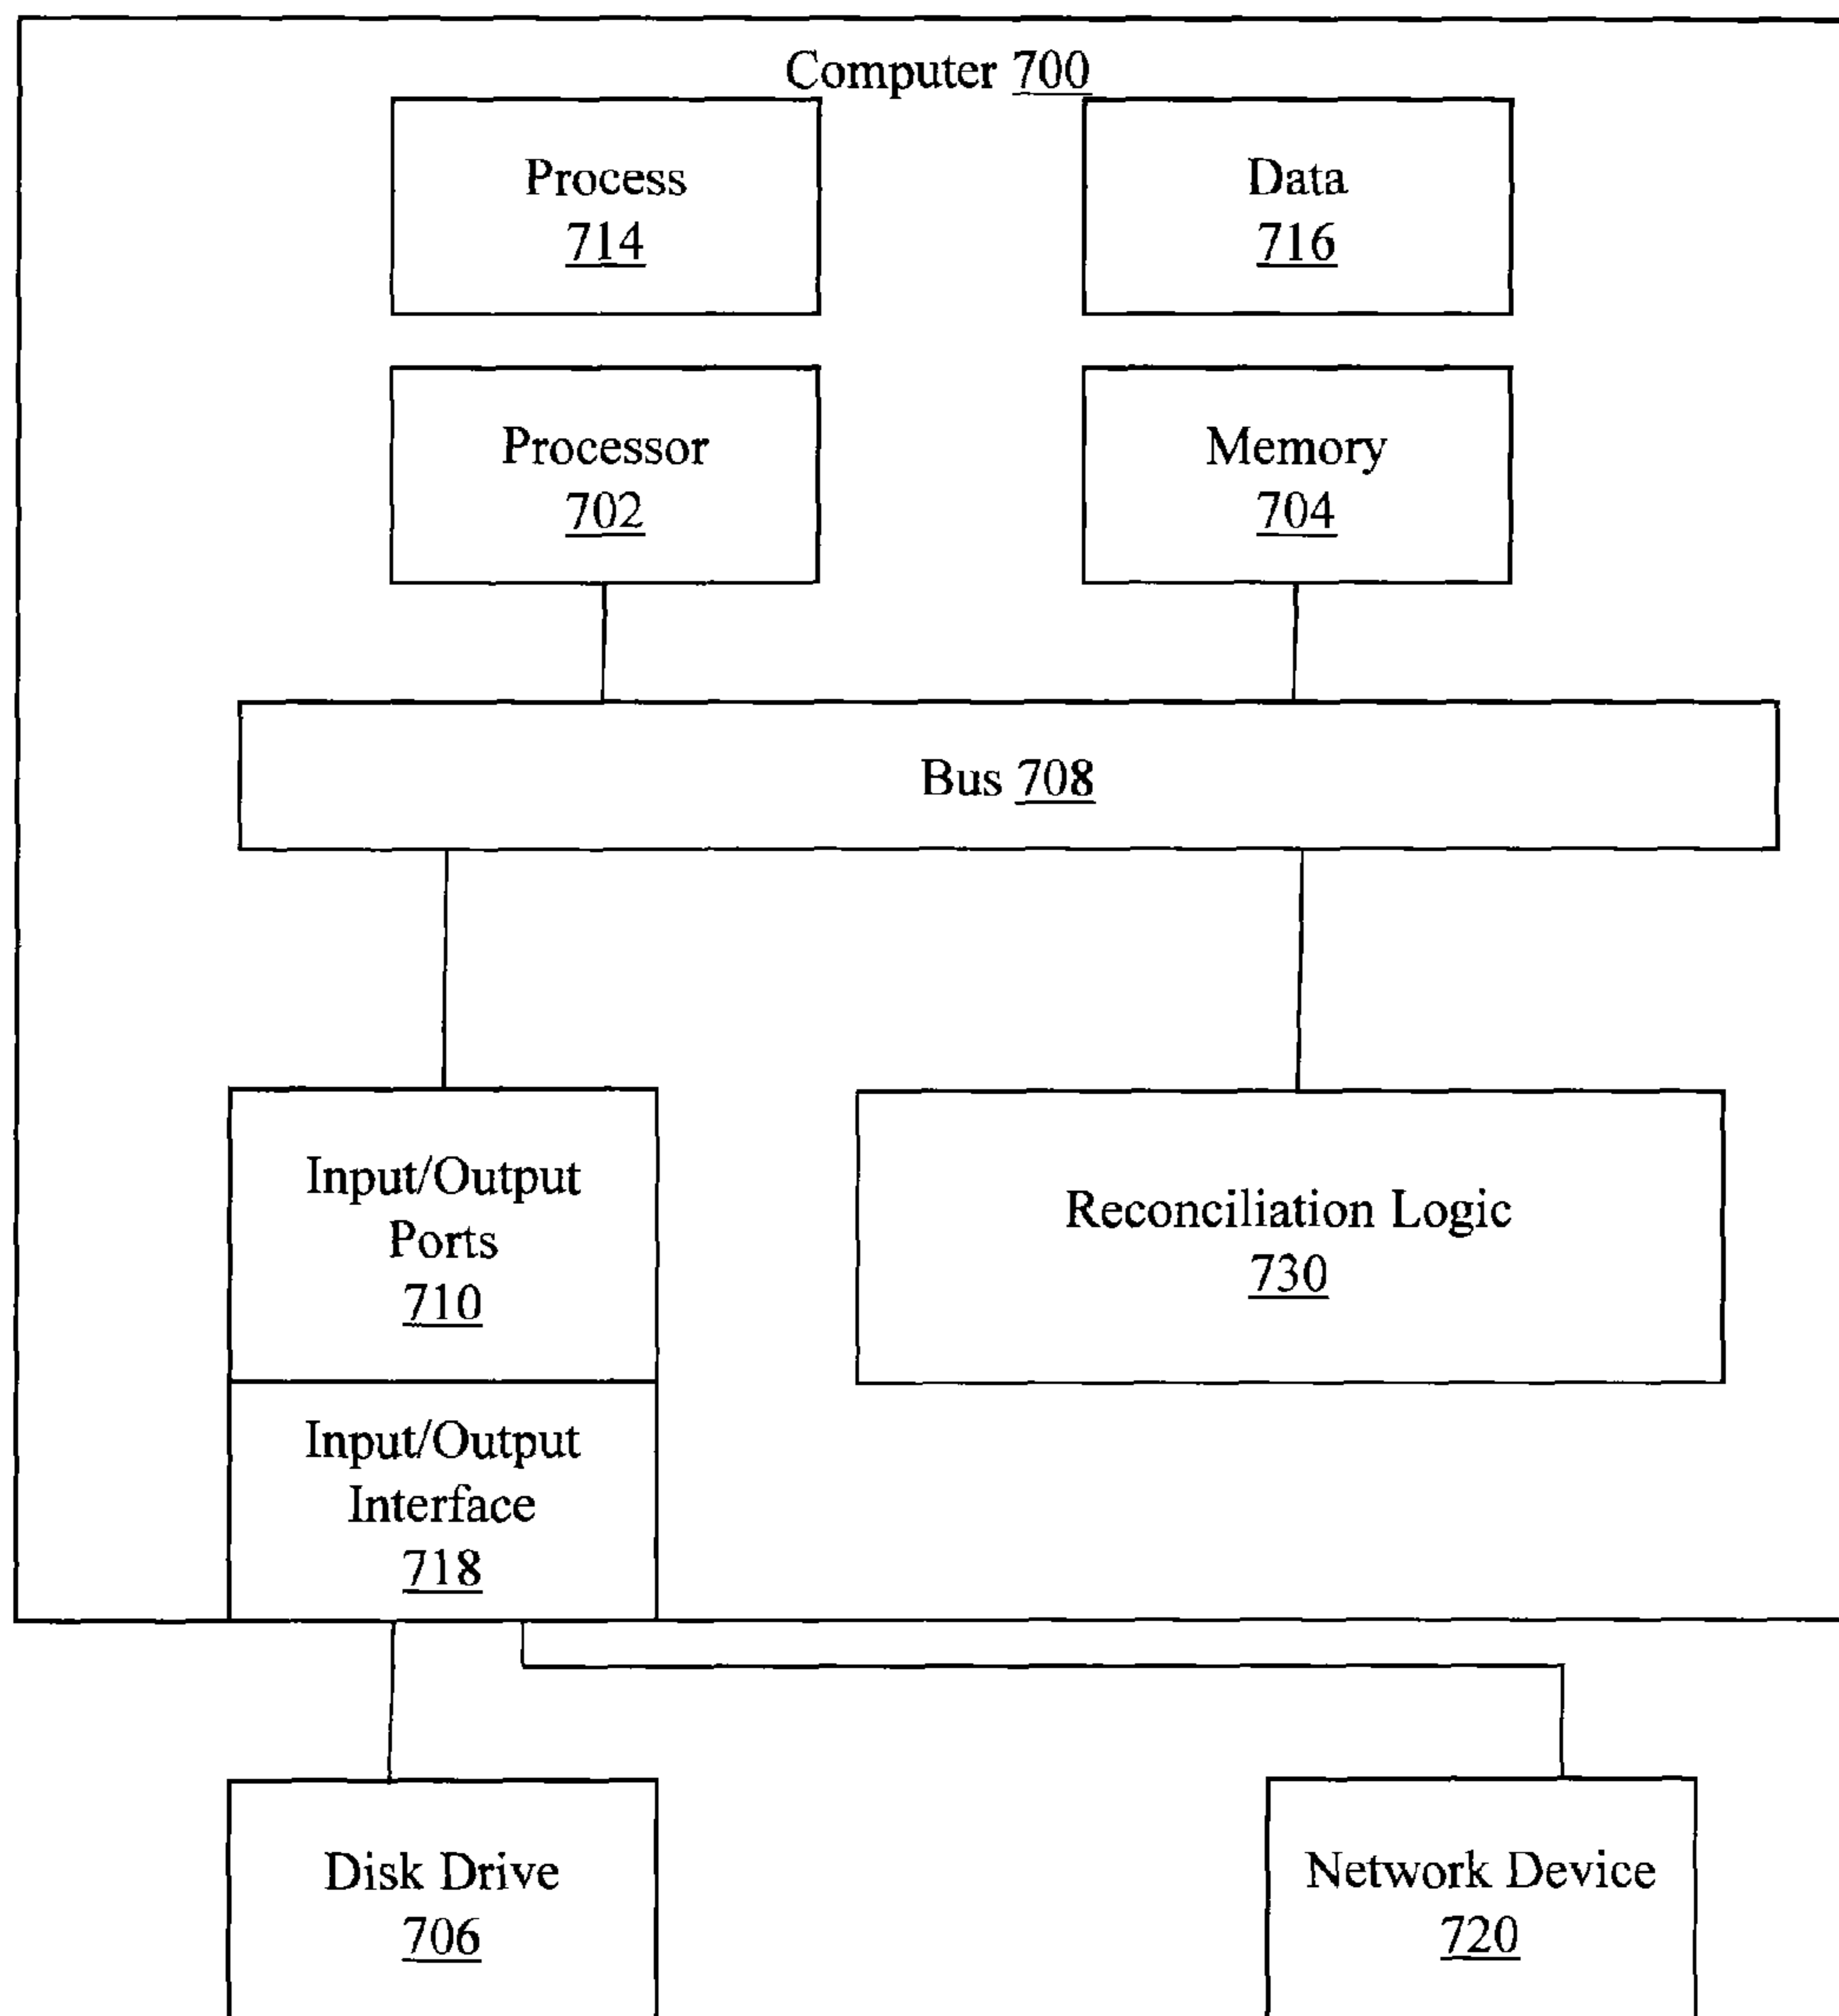 Computer 700
Process
714
Data
716
Processor
702
Memory
704
Bus 708
Input/Output
Ports
710
Reconciliation Logic
730
Input/Output
Interface
718
Disk Drive
706
Network Device
720